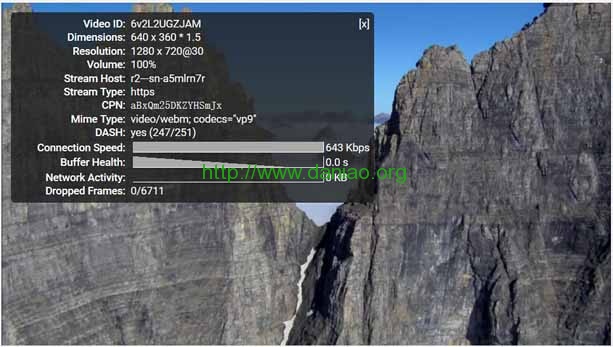 Video ID: 6v2L2UGZJAM [x]
Dimensions: 640 x 360 * 1.5
Resolution: 1280 x 720@30
Volume: 100%
Stream Host: r2---sn-a5mlrn7r
Stream Type: https
CPN: aBxQm25DKZYHSmJx
Mime Type: video/webm; codecs="vp9"
DASH: yes (247/251)
Connection Speed: 643 Kbps
Buffer Health: 0.0 s
http://www.daniao.org
Network Activity: 0 KB
Dropped Frames: 0/6711